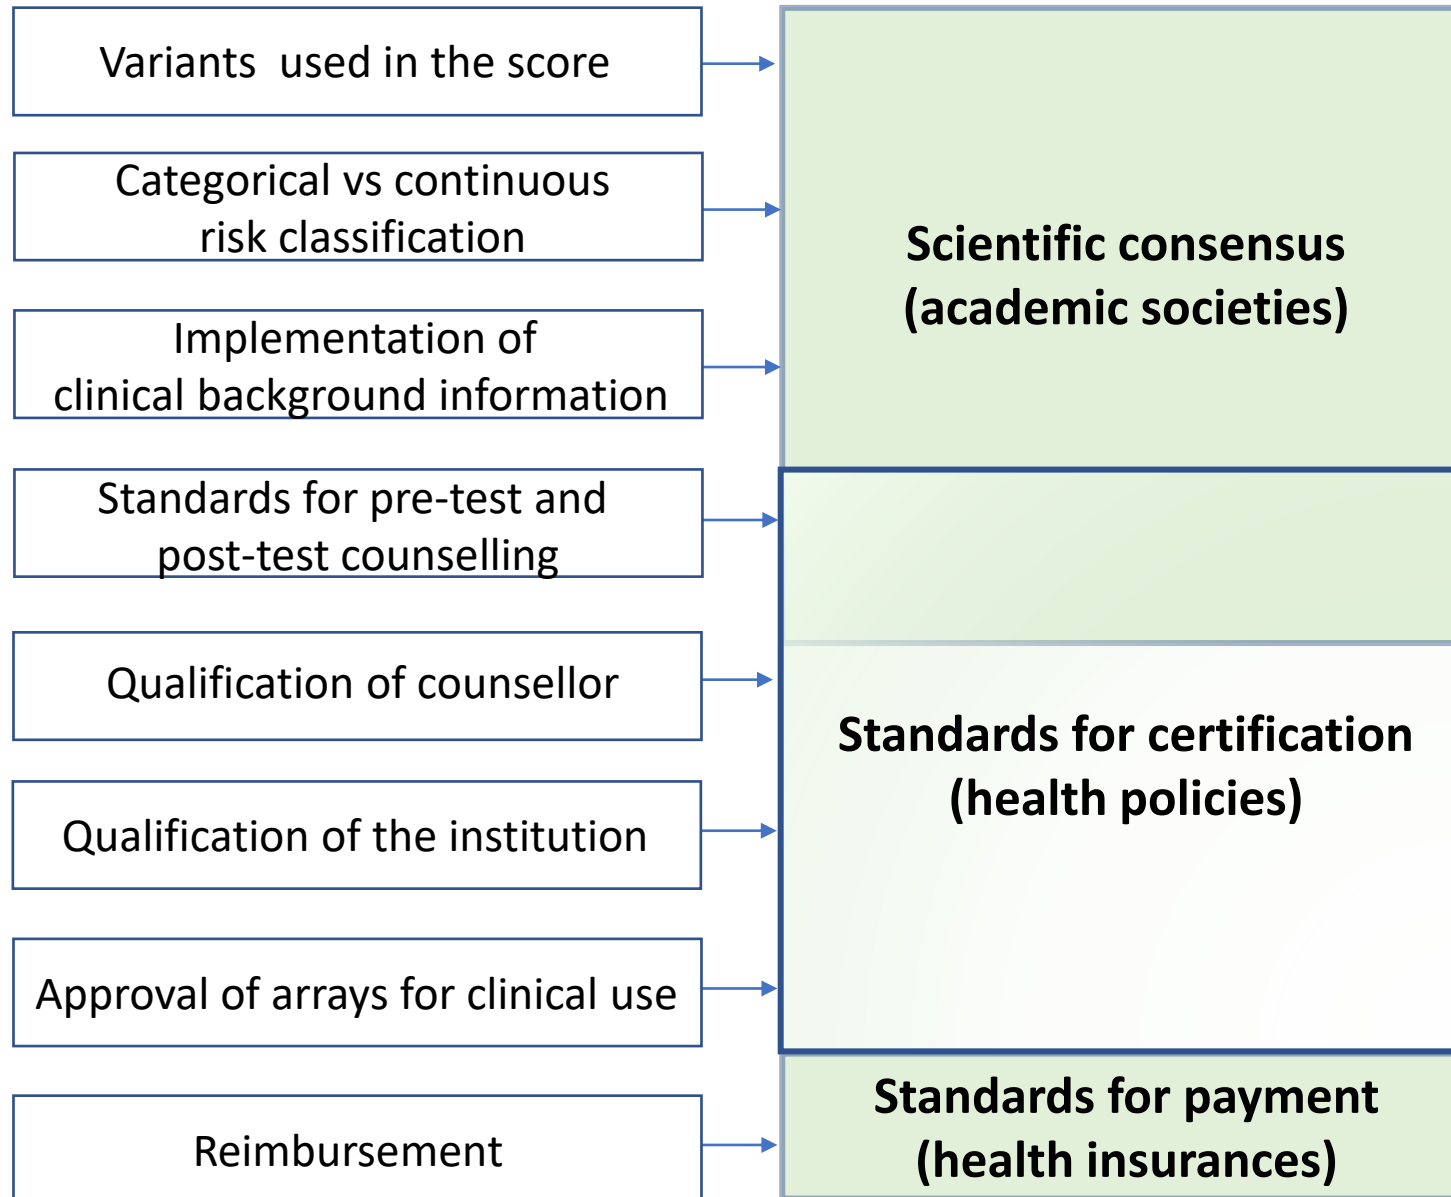 Variants  used in the score
Categorical vs continuous
risk classification
Implementation of
clinical background information
Standards for pre-test and
post-test counselling
Qualification of counsellor
Qualification of the institution
Approval of arrays for clinical use
Reimbursement
Scientific consensus
(academic societies)
Standards for certification
(health policies)
Standards for payment
(health insurances)